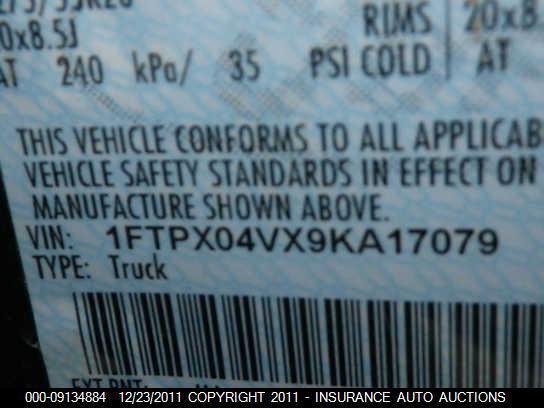 RIMS 20x8.
0x8.5J
AT 240 kPa/ 35 PSI COLD AT
THIS VEHICLE CONFORMS TO ALL APPLICAB
VEHICLE SAFETY STANDARDS IN EFFECT ON
MANUFACTURE SHOWN ABOVE.
VIN: 1FTPX04VX9KA17079
TYPE: Truck
EXT PNT:
000-09134884 12/23/2011 COPYRIGHT 2011 - INSURANCE AUTO AUCTIONS